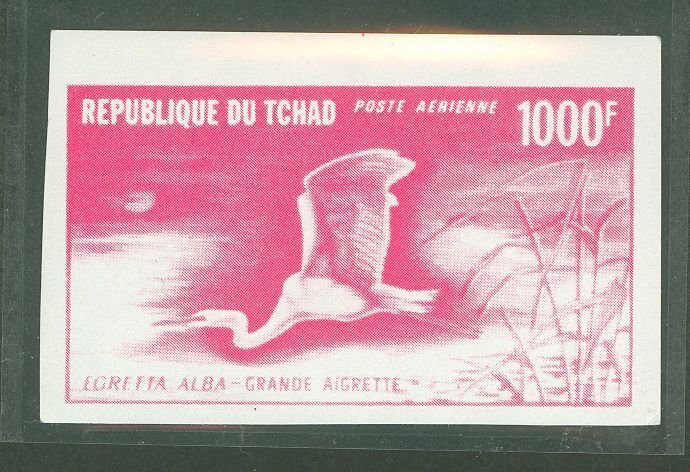 REPUBLIQUE DU TCHAD POSTE AERIENNE 1000F
EGRETTA ALBA - GRANDE AIGRETTE